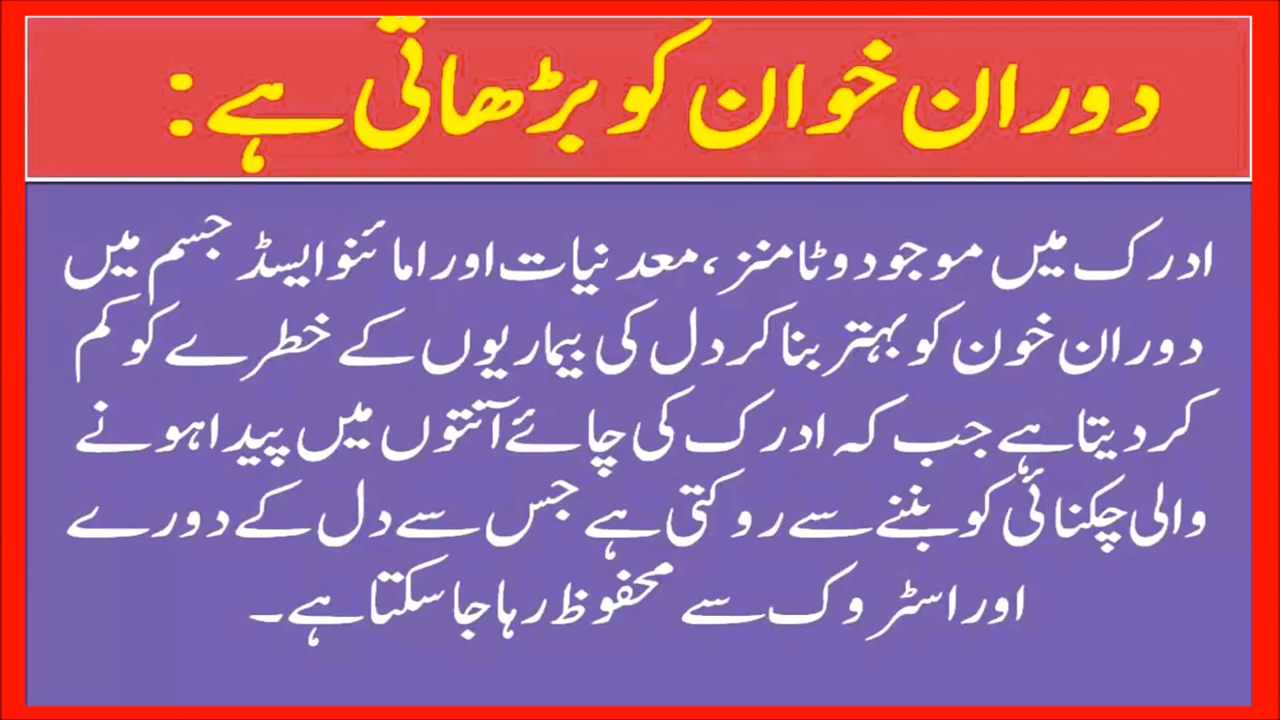 دوران خوان کو بڑھاتی ہے:
ادرک میں موجود وٹامنز، معدنیات اور امائنو ایسڈ جسم میں
دوران خون کو بہتر بنا کر دل کی بیماریوں کے خطرے کو کم
کر دیتا ہے جب کہ ادرک کی چائے آنتوں میں پیدا ہونے
والی چکنائی کو بننے سے روکتی ہے جس سے دل کے دورے
اور اسٹروک سے محفوظ رہا جا سکتا ہے۔